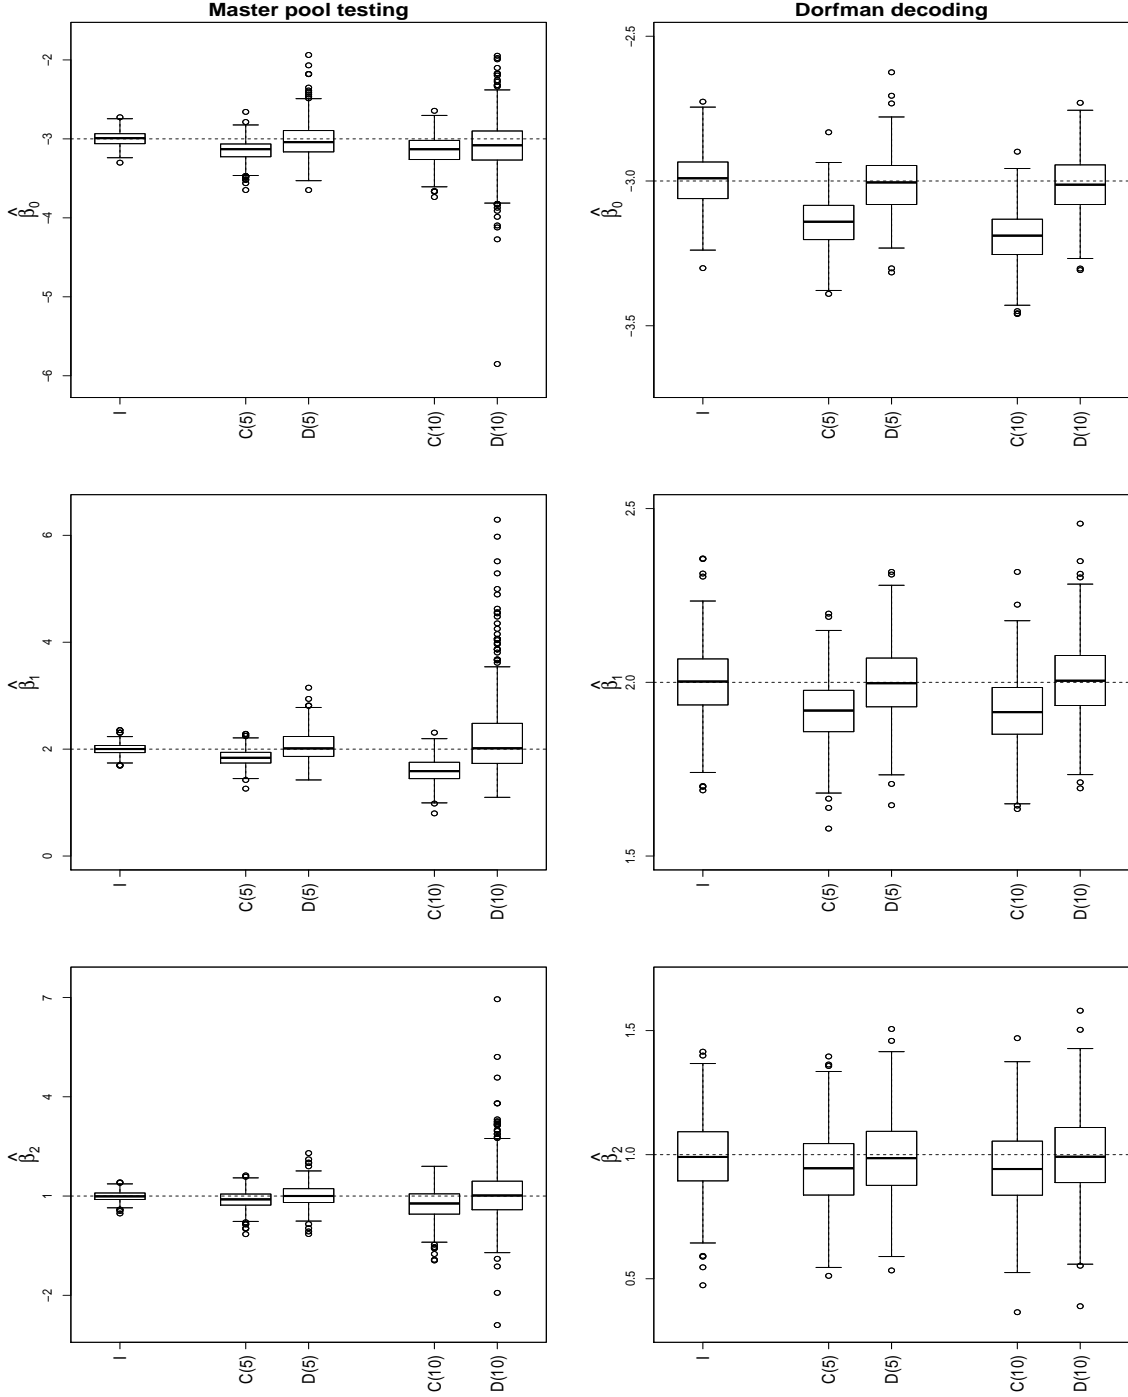 Master pool testing
−2
−3
−4
−5
−6
β̂0
I
C(5)
D(5)
C(10)
D(10)
Dorfman decoding
−2.5
−3.0
−3.5
β̂0
I
C(5)
D(5)
C(10)
D(10)
6
4
2
0
β̂1
I
C(5)
D(5)
C(10)
D(10)
2.5
2.0
1.5
β̂1
I
C(5)
D(5)
C(10)
D(10)
7
4
1
−2
β̂2
I
C(5)
D(5)
C(10)
D(10)
1.5
1.0
0.5
β̂2
I
C(5)
D(5)
C(10)
D(10)